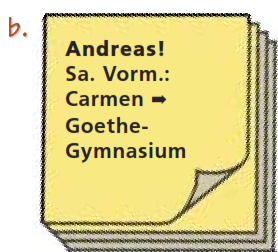 b.
Andreas!
Sa. Vorm.:
Carmen ➡
Goethe-
Gymnasium